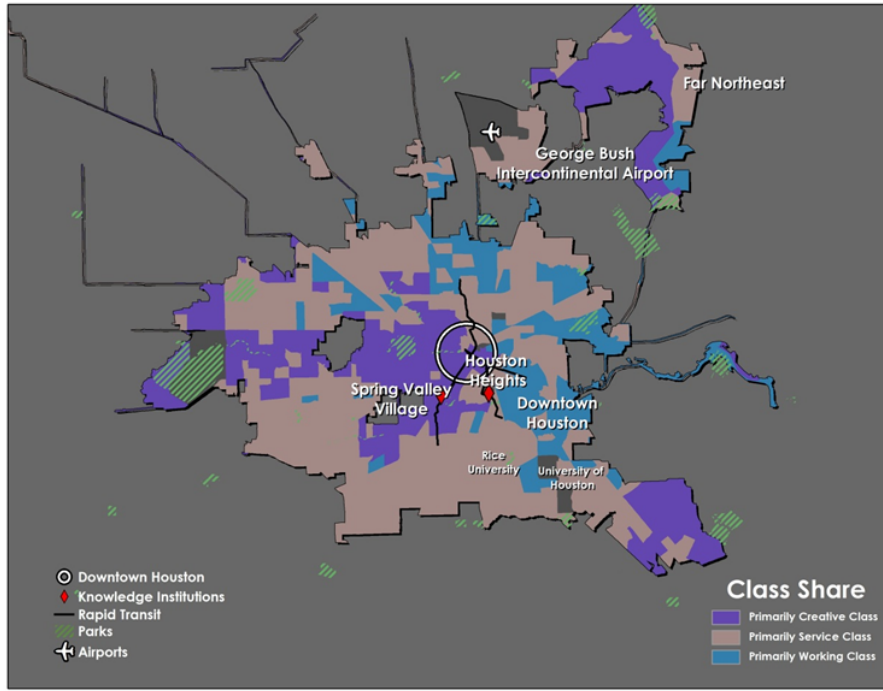 Far Northeast
George Bush
Intercontinental Airport
Houston
Heights
Spring Valley
Village
Downtown
Houston
Rice
University
University of
Houston
Downtown Houston
Knowledge Institutions
Rapid Transit
Parks
Airports
Class Share
Primarily Creative Class
Primarily Service Class
Primarily Working Class